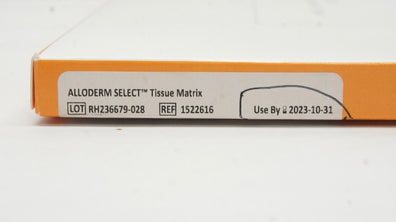 ALLODERM SELECT™ Tissue Matrix
LOT RH236679-028 REF 1522616 Use By 2023-10-31